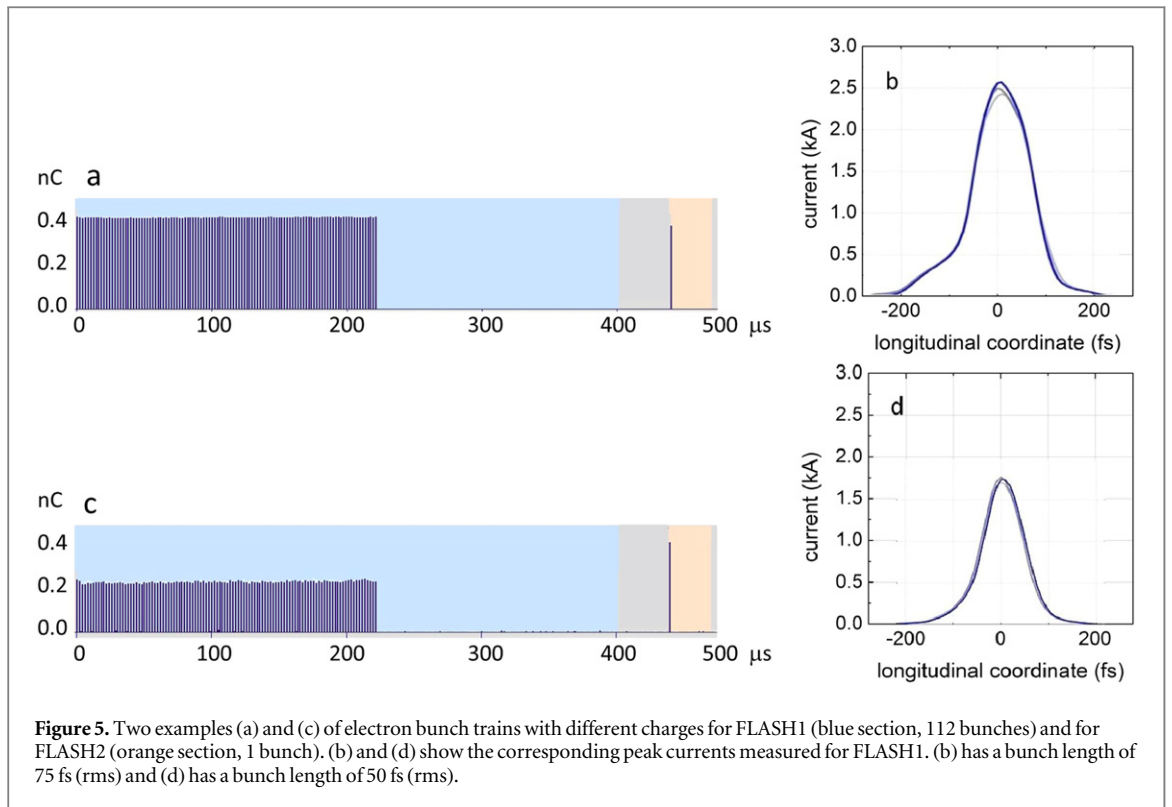 nC a
0.4
0.2
0.0
0 100 200 300 400 500 μs
3.0
2.5
2.0
1.5
1.0
0.5
0.0
current (kA)
b
-200 0 200
longitudinal coordinate (fs)
nC c
0.4
0.2
0.0
0 100 200 300 400 500 μs
3.0
2.5
2.0
1.5
1.0
0.5
0.0
current (kA)
d
-200 0 200
longitudinal coordinate (fs)
Figure 5. Two examples (a) and (c) of electron bunch trains with different charges for FLASH1 (blue section, 112 bunches) and for
FLASH2 (orange section, 1 bunch). (b) and (d) show the corresponding peak currents measured for FLASH1. (b) has a bunch length of
75 fs (rms) and (d) has a bunch length of 50 fs (rms).